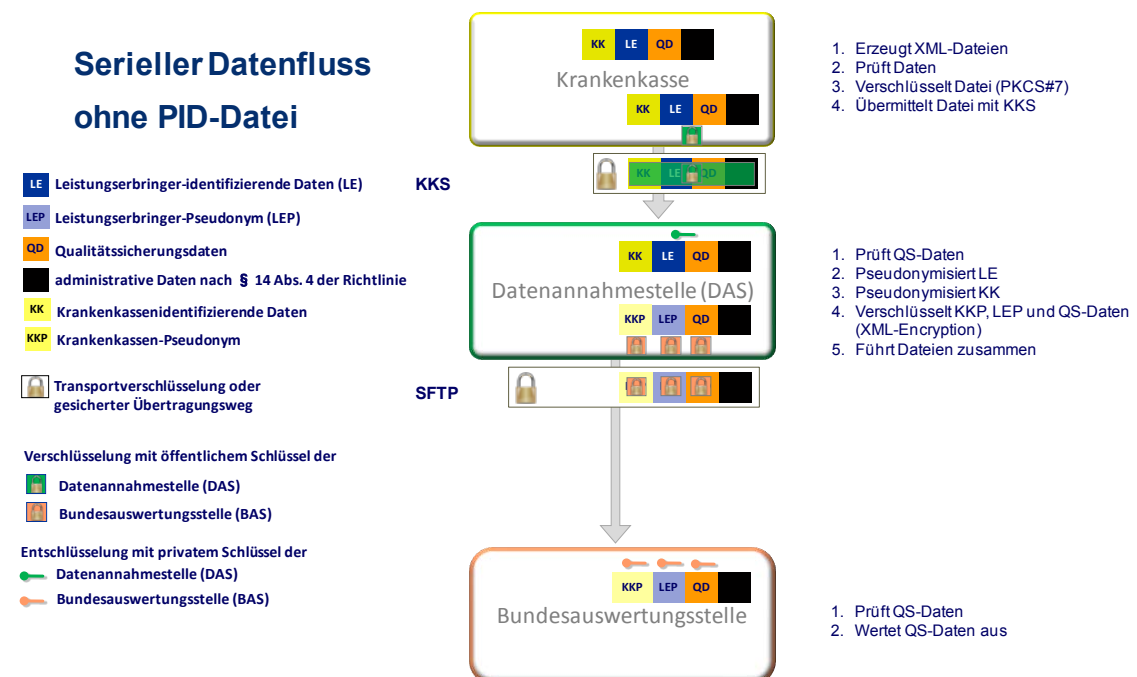 Serieller Datenfluss
ohne PID-Datei
LE Leistungserbringer-identifizierende Daten (LE)
LEP Leistungserbringer-Pseudonym (LEP)
QD Qualitätssicherungsdaten
administrative Daten nach § 14 Abs. 4 der Richtlinie
KK Krankenkassenidentifizierende Daten
KKP Krankenkassen-Pseudonym
Transportverschlüsselung oder
gesicherter Übertragungsweg
Verschlüsselung mit öffentlichem Schlüssel der
Datenannahmestelle (DAS)
Bundesauswertungsstelle (BAS)
Entschlüsselung mit privatem Schlüssel der
Datenannahmestelle (DAS)
Bundesauswertungsstelle (BAS)
KK LE QD
Krankenkasse
KK LE QD
KKS
KK LE QD
KK LE QD
Datenannahmestelle (DAS)
KKP LEP QD
SFTP
KKP LEP QD
Bundesauswertungsstelle
1. Erzeugt XML-Dateien
2. Prüft Daten
3. Verschlüsselt Datei (PKCS#7)
4. Übermittelt Datei mit KKS
1. Prüft QS-Daten
2. Pseudonymisiert LE
3. Pseudonymisiert KK
4. Verschlüsselt KKP, LEP und QS-Daten
(XML-Encryption)
5. Führt Dateien zusammen
1. Prüft QS-Daten
2. Wertet QS-Daten aus